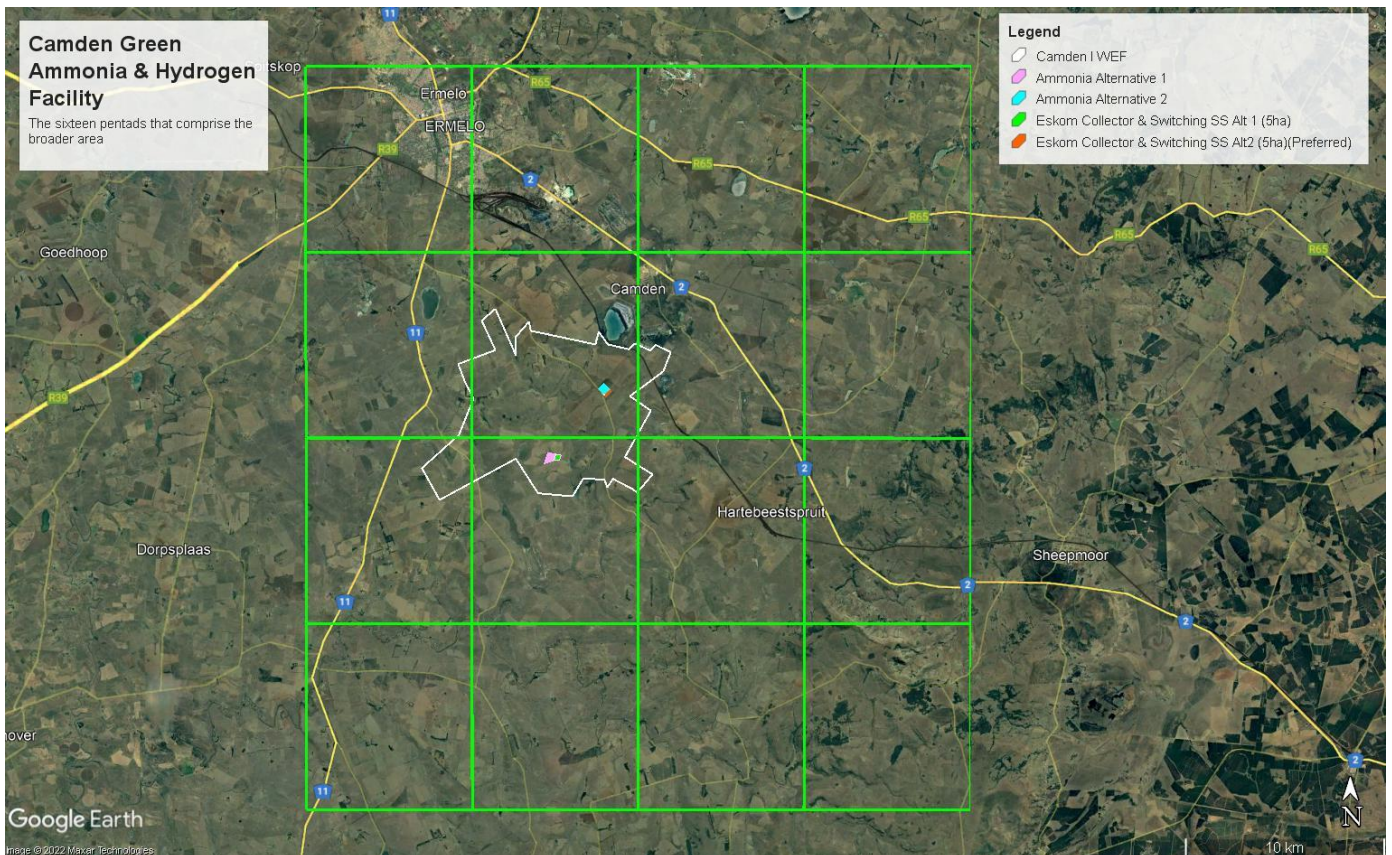 Camden Green
Ammonia & Hydrogen
Facility
The sixteen pentads that comprise the
broader area
Legend
Camden I WEF
Ammonia Alternative 1
Ammonia Alternative 2
Eskom Collector & Switching SS Alt 1 (5ha)
Eskom Collector & Switching SS Alt2 (5ha)(Preferred)
11
Ermelo
R65
ERMELO
R39
R65
2
R65
R65
R65
Goedhoop
Camden
2
11
R39
2
Hartebeestspruit
Dorpsplaas
Sheepmoor
2
11
2
11
2
N
Google Earth
Image © 2022 Maxar Technologies
10 km